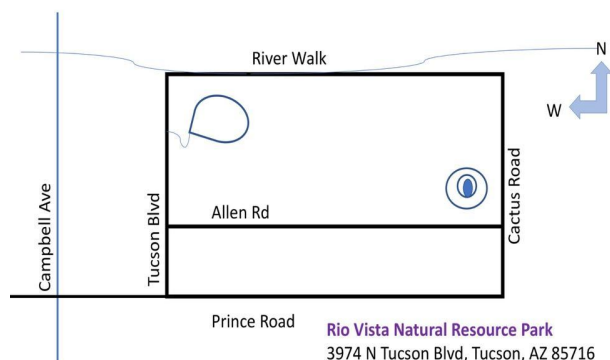 River Walk
N
W
Campbell Ave
Tucson Blvd
Allen Rd
Cactus Road
Prince Road
Rio Vista Natural Resource Park
3974 N Tucson Blvd, Tucson, AZ 85716